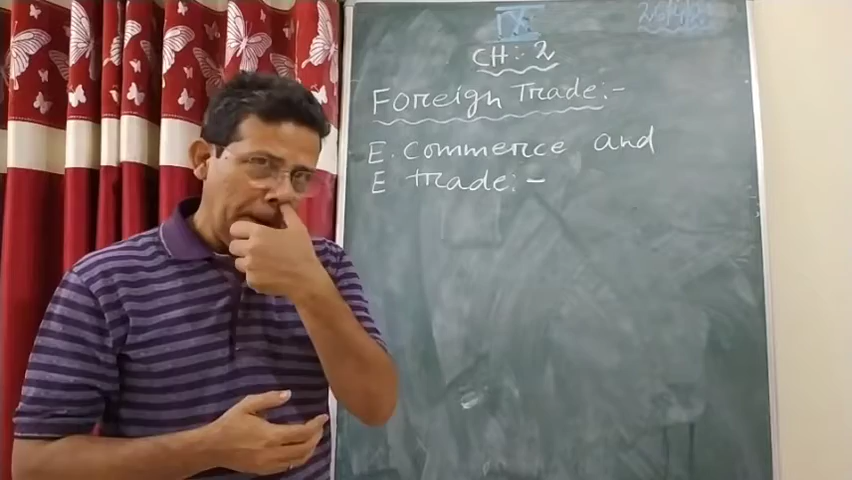 IX
CH: 2
Foreign Trade:-
E. Commerce and
E trade: -